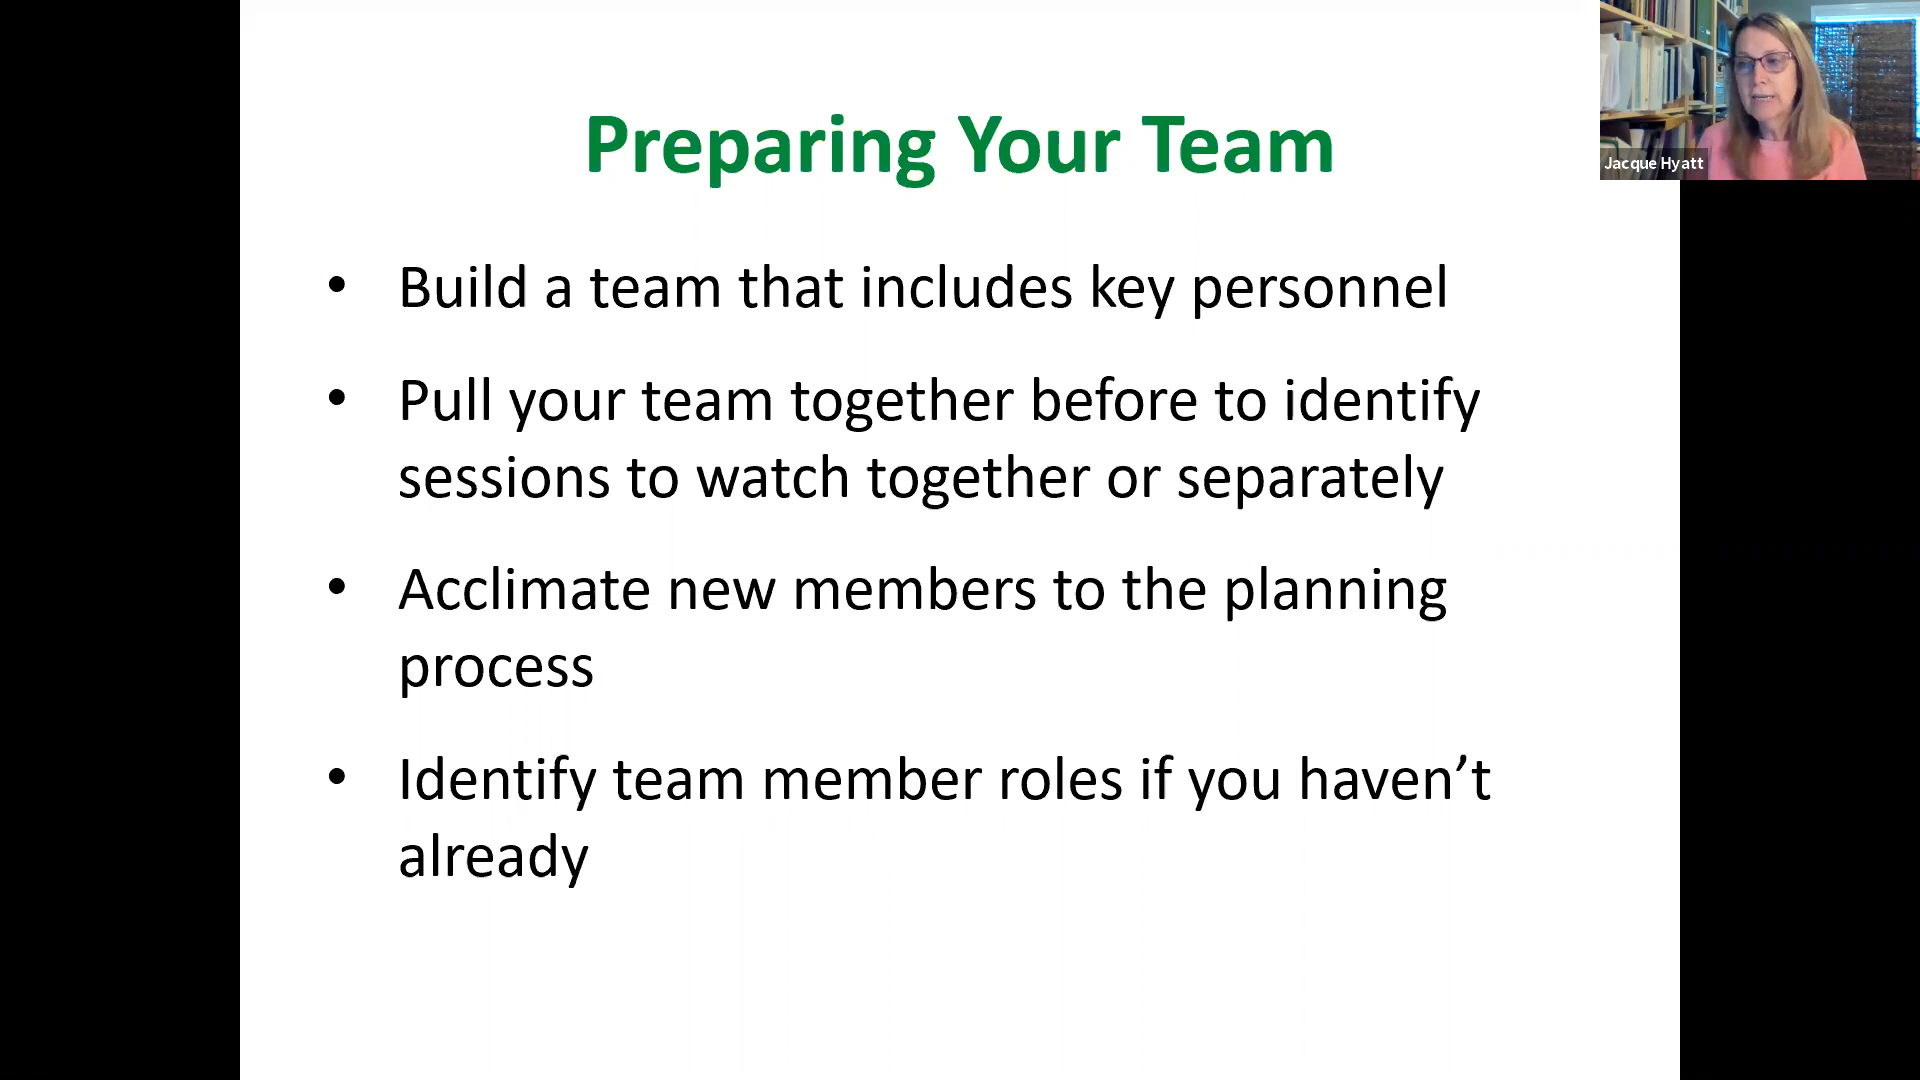 Preparing Your Team
Jacque Hyatt
• Build a team that includes key personnel
• Pull your team together before to identify
sessions to watch together or separately
• Acclimate new members to the planning
process
• Identify team member roles if you haven’t
already